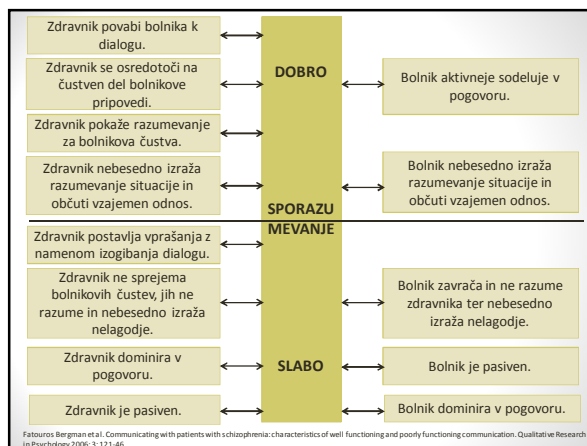 Zdravnik povabi bolnika k
dialogu.
Zdravnik se osredotoči na
čustven del bolnikove
pripovedi.
Zdravnik pokaže razumevanje
za bolnikova čustva.
Zdravnik nebesedno izraža
razumevanje situacije in
občuti vzajemen odnos.
Zdravnik postavlja vprašanja z
namenom izogibanja dialogu.
Zdravnik ne sprejema
bolnikovih čustev, jih ne
razume in nebesedno izraža
nelagodje.
Zdravnik dominira v
pogovoru.
Zdravnik je pasiven.
DOBRO
SPORAZU
MEVANJE
SLABO
Bolnik aktivneje sodeluje v
pogovoru.
Bolnik nebesedno izraža
razumevanje situacije in
občuti vzajemen odnos.
Bolnik zavrača in ne razume
zdravnika ter nebesedno
izraža nelagodje.
Bolnik je pasiven.
Bolnik dominira v pogovoru.
Fatouros Bergman et al. Communicating with patients with schizophrenia: characteristics of well functioning and poorly functioning communication. Qualitative Research
in Psychology 2006; 3: 121-46.